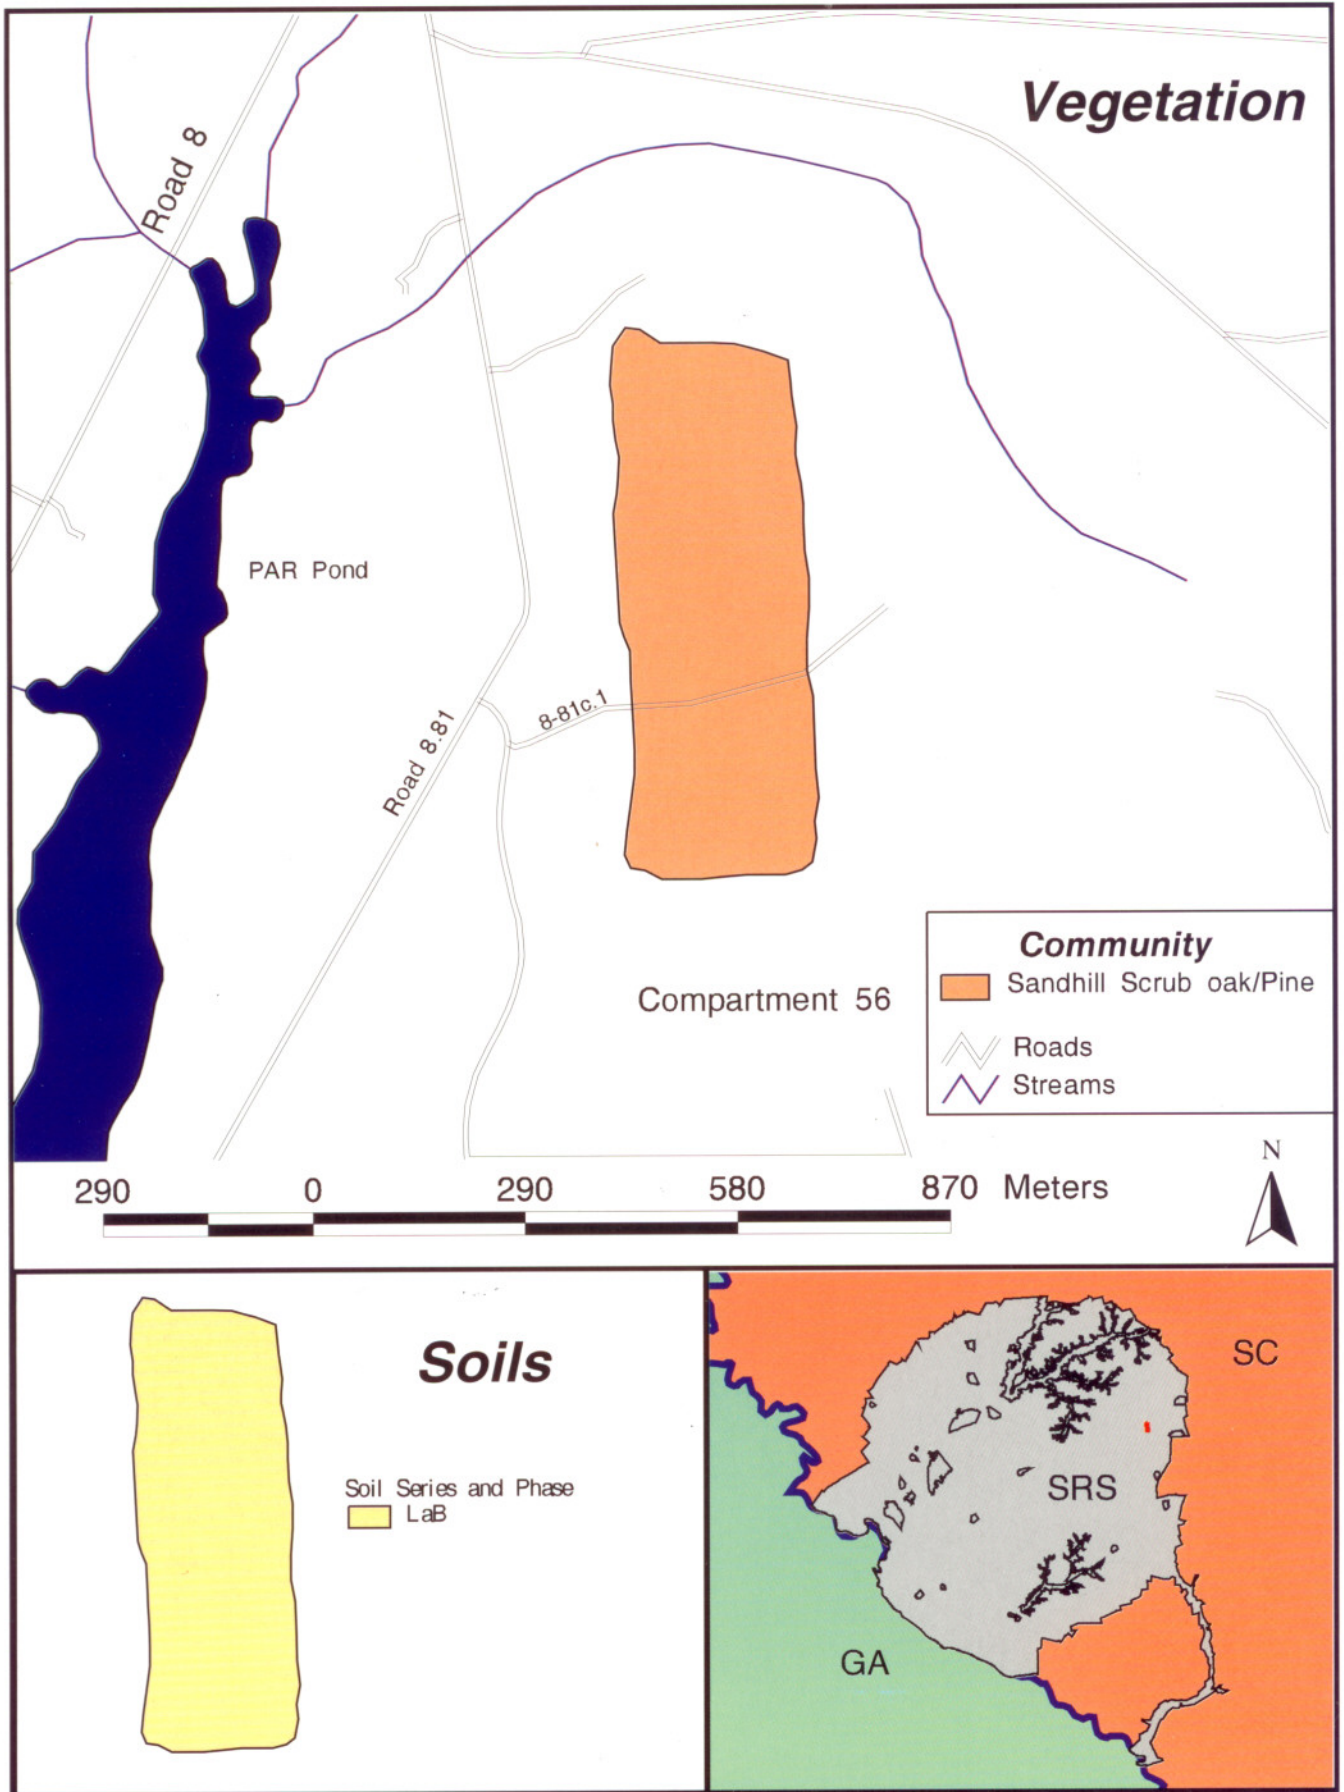 Vegetation
Road 8
PAR Pond
8-81c.1
Road 8.81
Compartment 56
Community
Sandhill Scrub oak/Pine
Roads
Streams
N
290 0 290 580 870 Meters
Soils
Soil Series and Phase
LaB
SC
SRS
GA